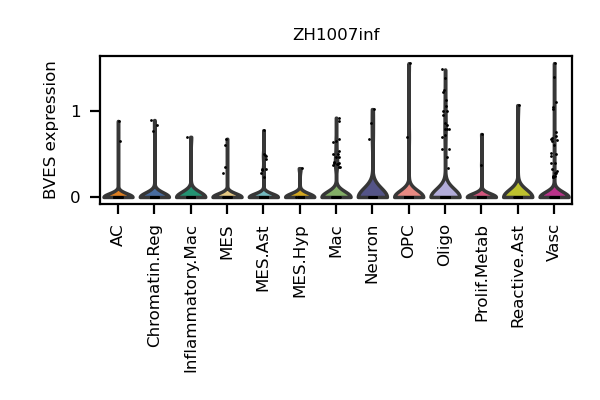 ZH1007inf
BVES expression
1
0
AC
Chromatin.Reg
Inflammatory.Mac
MES
MES.Ast
MES.Hyp
Mac
Neuron
OPC
Oligo
Prolif.Metab
Reactive.Ast
Vasc